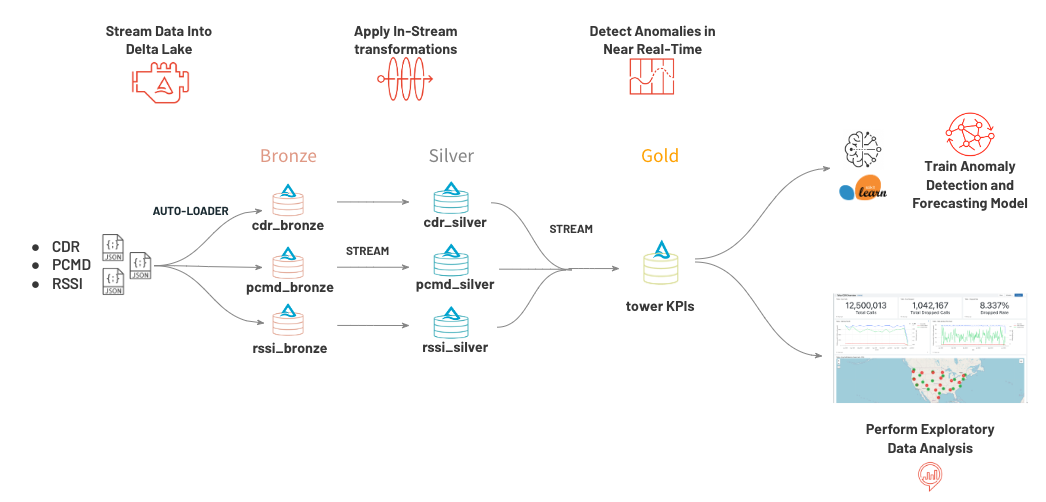 Stream Data Into
Delta Lake
Apply In-Stream
transformations
Detect Anomalies in
Near Real-Time
Bronze
Silver
Gold
AUTO-LOADER
cdr_bronze
cdr_silver
STREAM
STREAM
• CDR
• PCMD
• RSSI
{;}
JSON
{;}
JSON
{;}
JSON
pcmd_bronze
pcmd_silver
rssi_bronze
rssi_silver
tower KPIs
learn
Train Anomaly
Detection and
Forecasting Model
12,500,013
Total Calls
1,042,167
Total Dropped Calls
8.337%
Dropped Rate
Perform Exploratory
Data Analysis